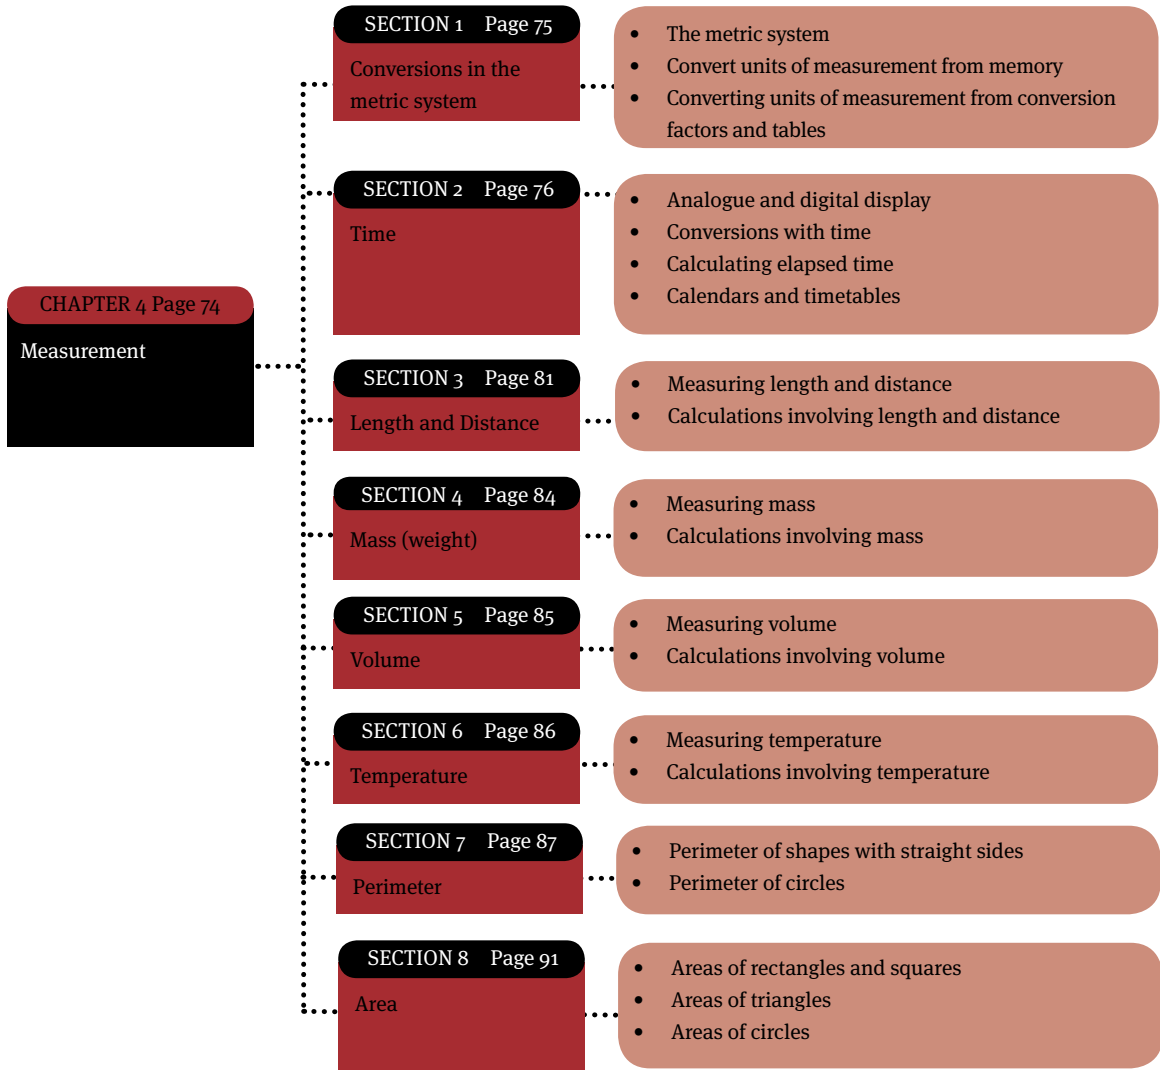 CHAPTER 4 Page 74
Measurement
SECTION 1 Page 75
Conversions in the
metric system
• The metric system
• Convert units of measurement from memory
• Converting units of measurement from conversion
factors and tables
SECTION 2 Page 76
Time
• Analogue and digital display
• Conversions with time
• Calculating elapsed time
• Calendars and timetables
SECTION 3 Page 81
Length and Distance
• Measuring length and distance
• Calculations involving length and distance
SECTION 4 Page 84
Mass (weight)
• Measuring mass
• Calculations involving mass
SECTION 5 Page 85
Volume
• Measuring volume
• Calculations involving volume
SECTION 6 Page 86
Temperature
• Measuring temperature
• Calculations involving temperature
SECTION 7 Page 87
Perimeter
• Perimeter of shapes with straight sides
• Perimeter of circles
SECTION 8 Page 91
Area
• Areas of rectangles and squares
• Areas of triangles
• Areas of circles